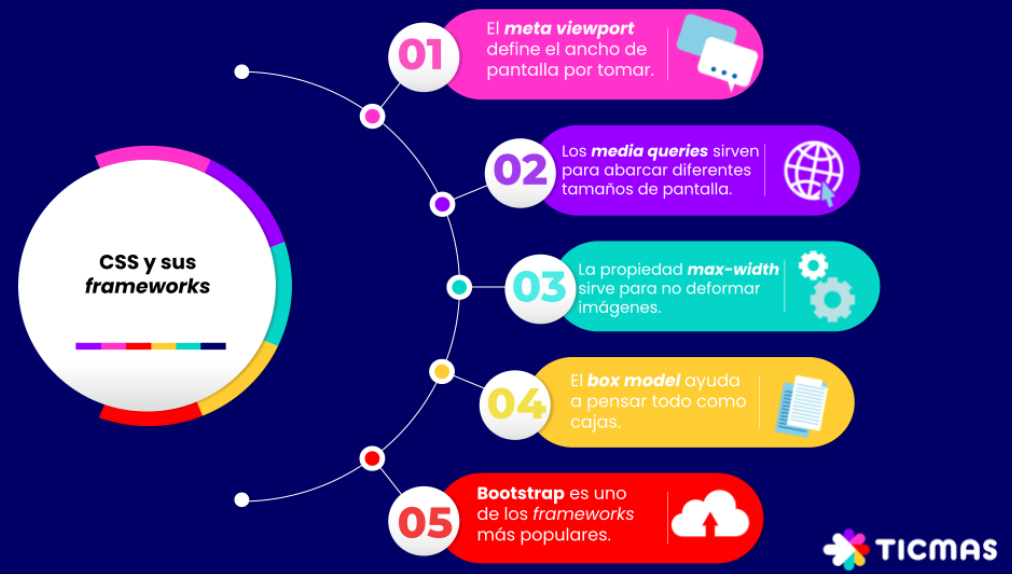 CSS y sus
frameworks
01
El meta viewport
define el ancho de
pantalla por tomar.
02
Los media queries sirven
para abarcar diferentes
tamaños de pantalla.
03
La propiedad max-width
sirve para no deformar
imágenes.
04
El box model ayuda
a pensar todo como
cajas.
05
Bootstrap es uno
de los frameworks
más populares.
TICMAS